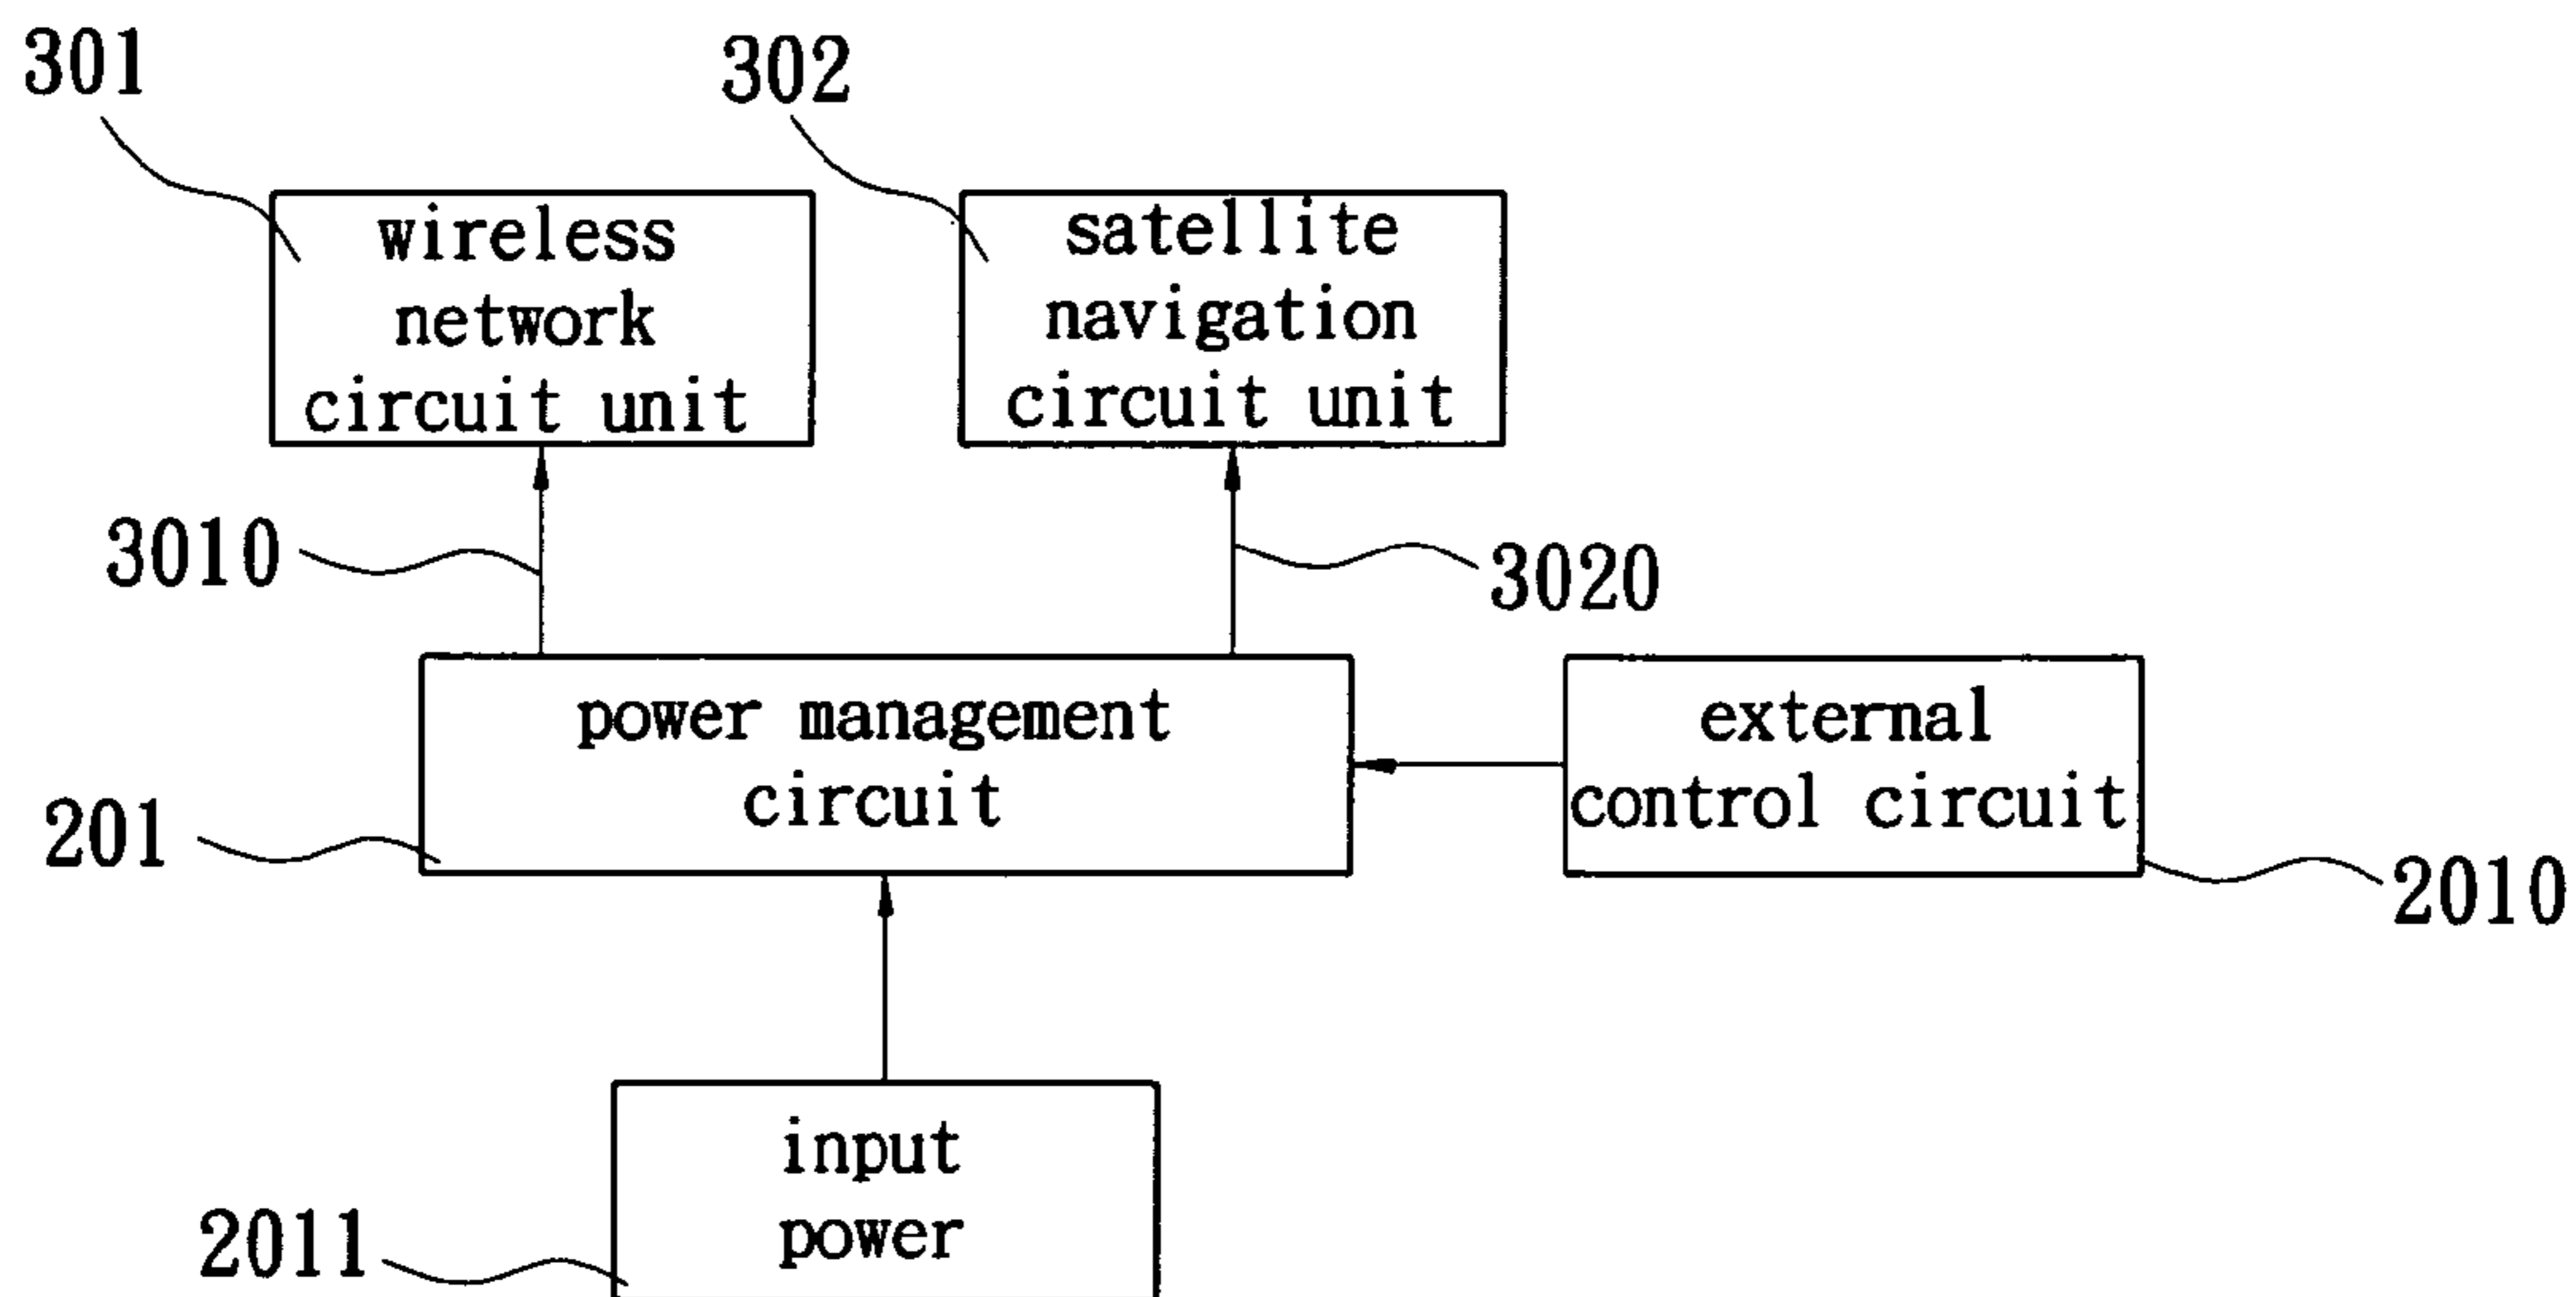 301
302
wireless
network
circuit unit
satellite
navigation
circuit unit
3010
3020
power management
circuit
external
control circuit
201
2010
input
power
2011